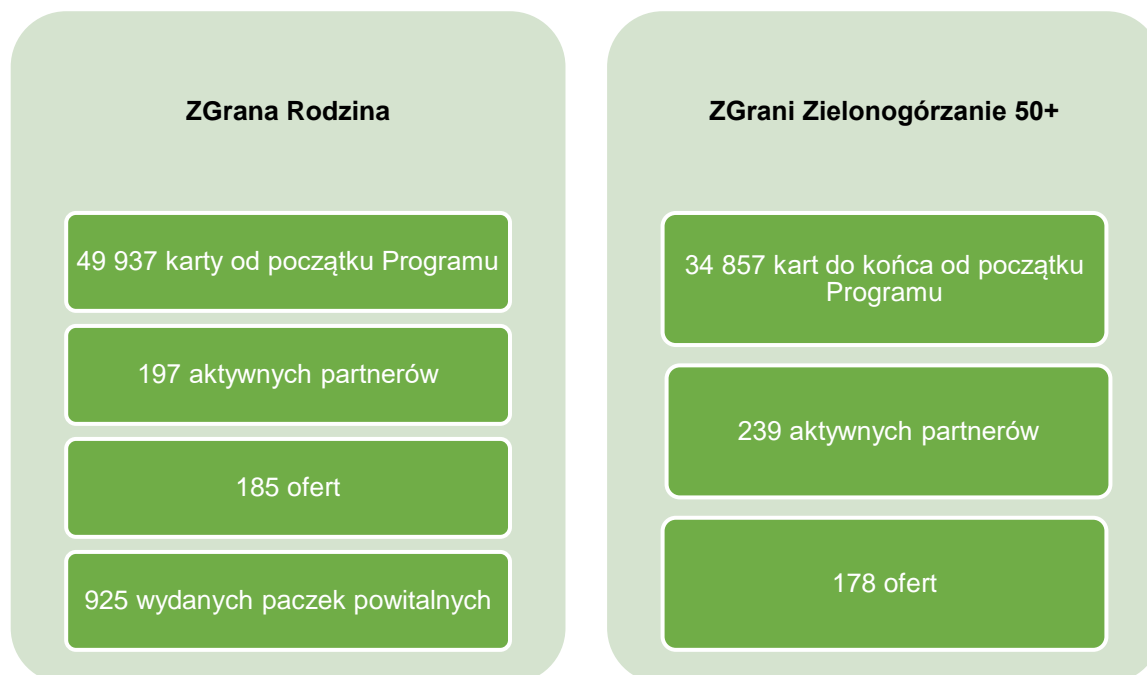 ZGrana Rodzina
49 937 karty od początku Programu
197 aktywnych partnerów
185 ofert
925 wydanych paczek powitalnych
ZGrani Zielonogórzanie 50+
34 857 kart do końca od początku
Programu
239 aktywnych partnerów
178 ofert